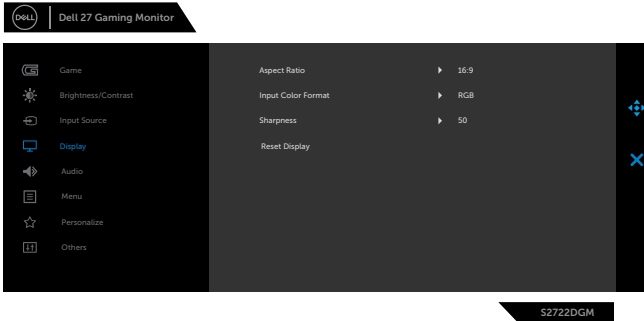 DELL
Dell 27 Gaming Monitor
Game
Brightness/Contrast
Input Source
Display
Audio
Menu
Personalize
Others
Aspect Ratio 16:9
Input Color Format RGB
Sharpness 50
Reset Display
S2722DGM